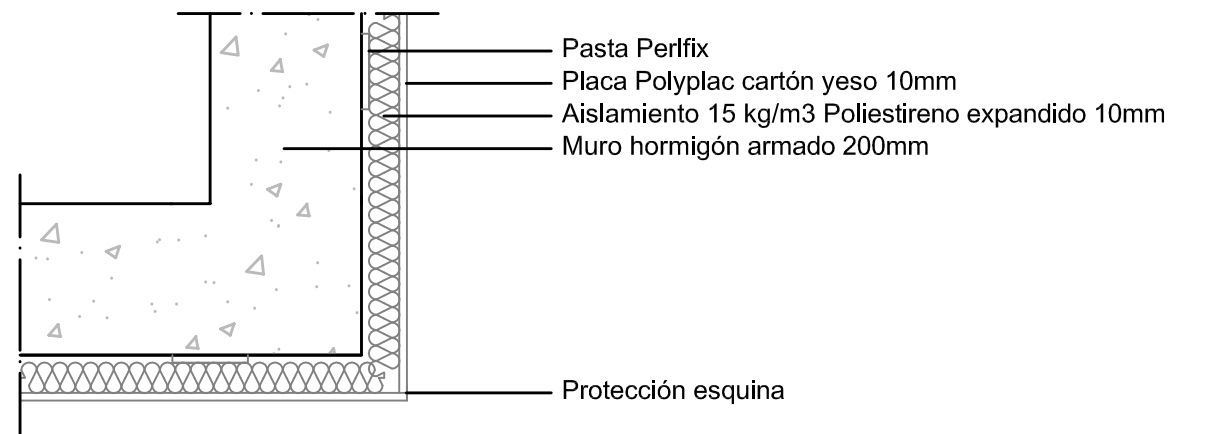 Pasta Perlfix
Placa Polyplac cartón yeso 10mm
Aislamiento 15 kg/m3 Poliestireno expandido 10mm
Muro hormigón armado 200mm
Protección esquina